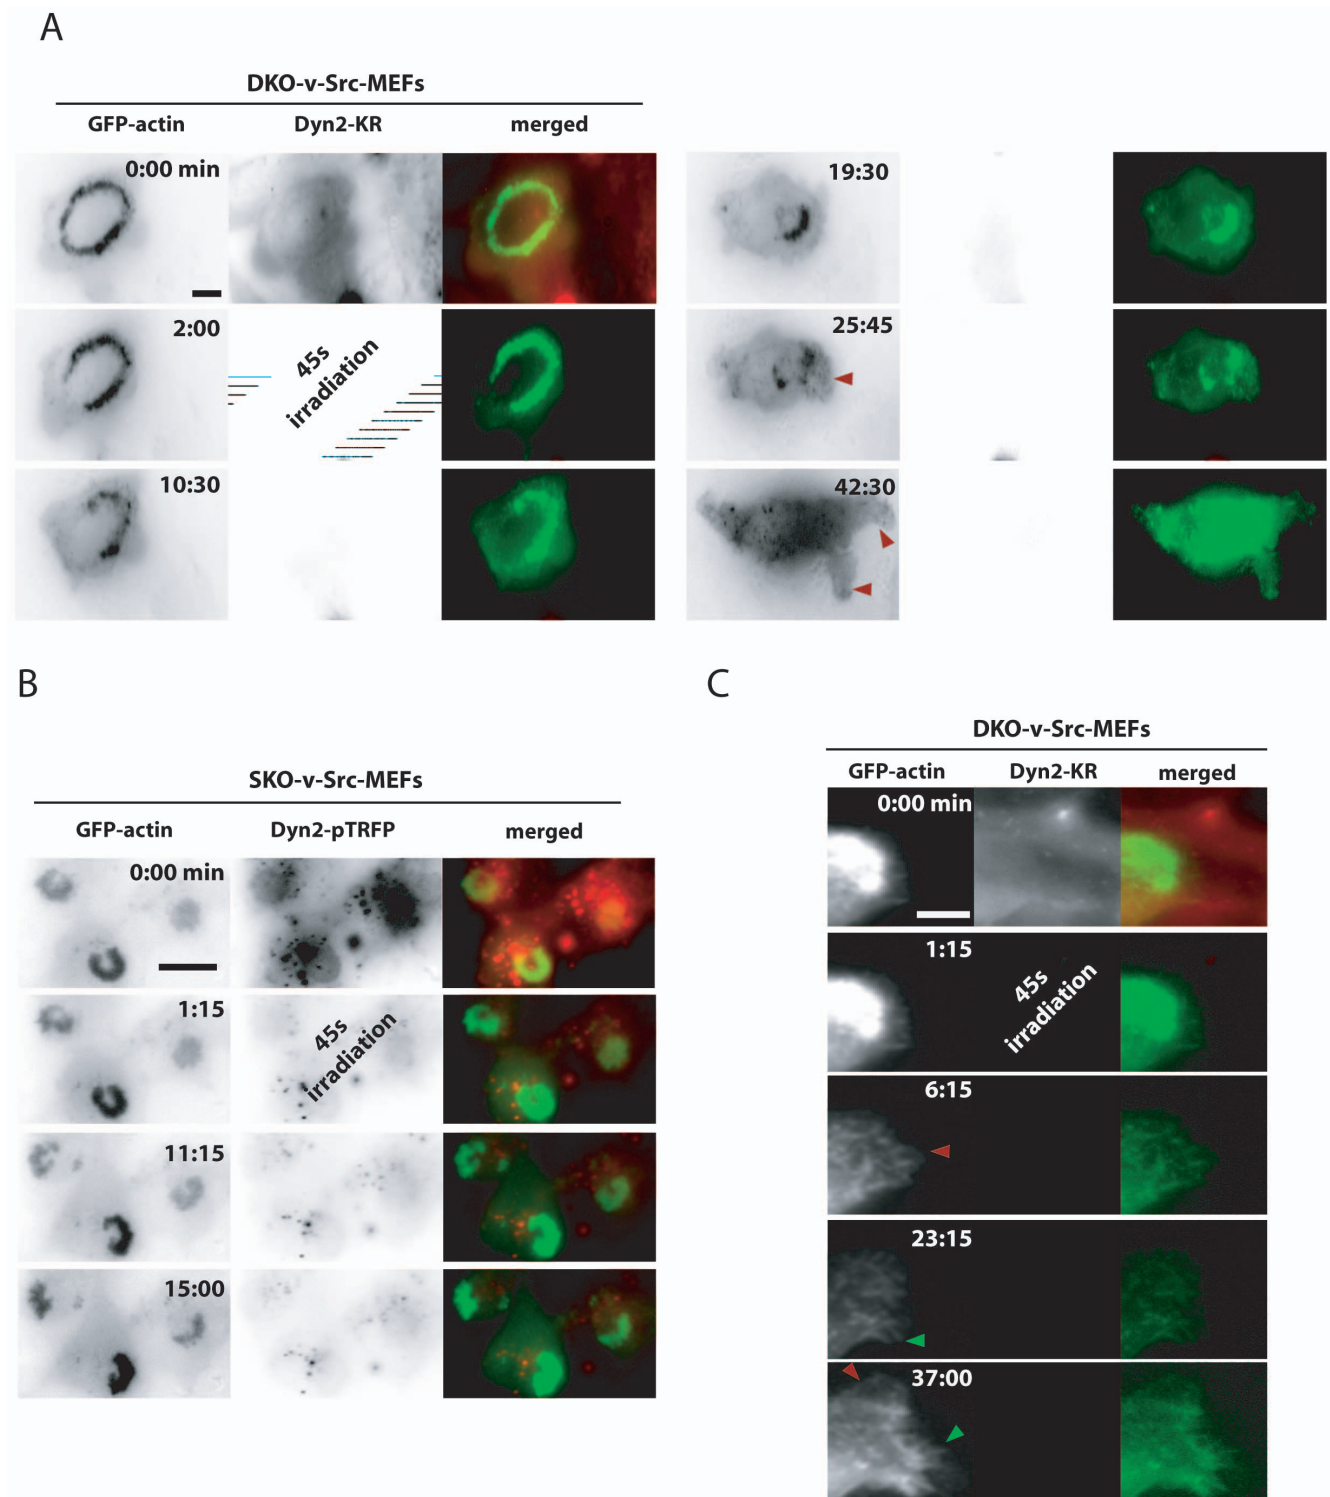 A
DKO-v-Src-MEFs
GFP-actin
Dyn2-KR
merged
0:00 min
2:00
45s
irradiation
10:30
19:30
25:45
42:30
B
SKO-v-Src-MEFs
GFP-actin
Dyn2-pTRFP
merged
0:00 min
1:15
45s
irradiation
11:15
15:00
C
DKO-v-Src-MEFs
GFP-actin
Dyn2-KR
merged
0:00 min
1:15
45s
irradiation
6:15
23:15
37:00